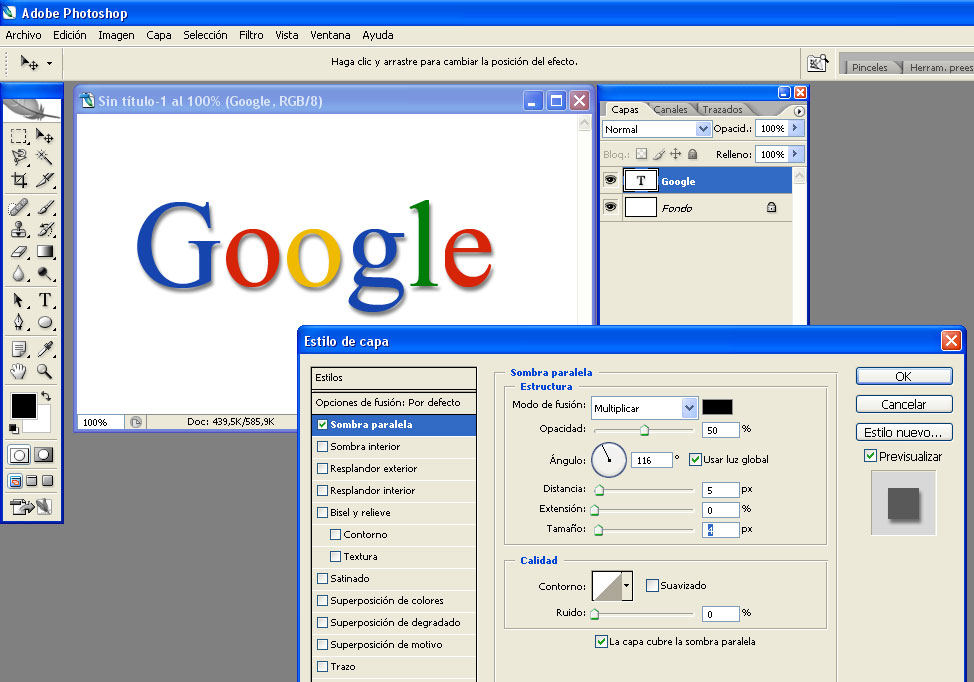 Adobe Photoshop
Archivo Edición Imagen Capa Selección Filtro Vista Ventana Ayuda
Haga clic y arrastre para cambiar la posición del efecto.
Pinceles Herram. prees
Sin título-1 al 100% (Google, RGB/8)
Google
100% Doc: 439,5K/585,9K
Capas Canales Trazados
Normal Opacid.: 100%
Bloq.: Relleno: 100%
T Google
Fondo
T
Estilo de capa
Estilos
Opciones de fusión: Por defecto
Sombra paralela
Sombra interior
Resplandor exterior
Resplandor interior
Bisel y relieve
Contorno
Textura
Satinado
Superposición de colores
Superposición de degradado
Superposición de motivo
Trazo
Sombra paralela
Estructura
Modo de fusión: Multiplicar
Opacidad: 50 %
Ángulo: 116 ° Usar luz global
Distancia: 5 px
Extensión: 0 %
Tamaño: 4 px
Calidad
Contorno: Suavizado
Ruido: 0 %
La capa cubre la sombra paralela
OK
Cancelar
Estilo nuevo...
Previsualizar